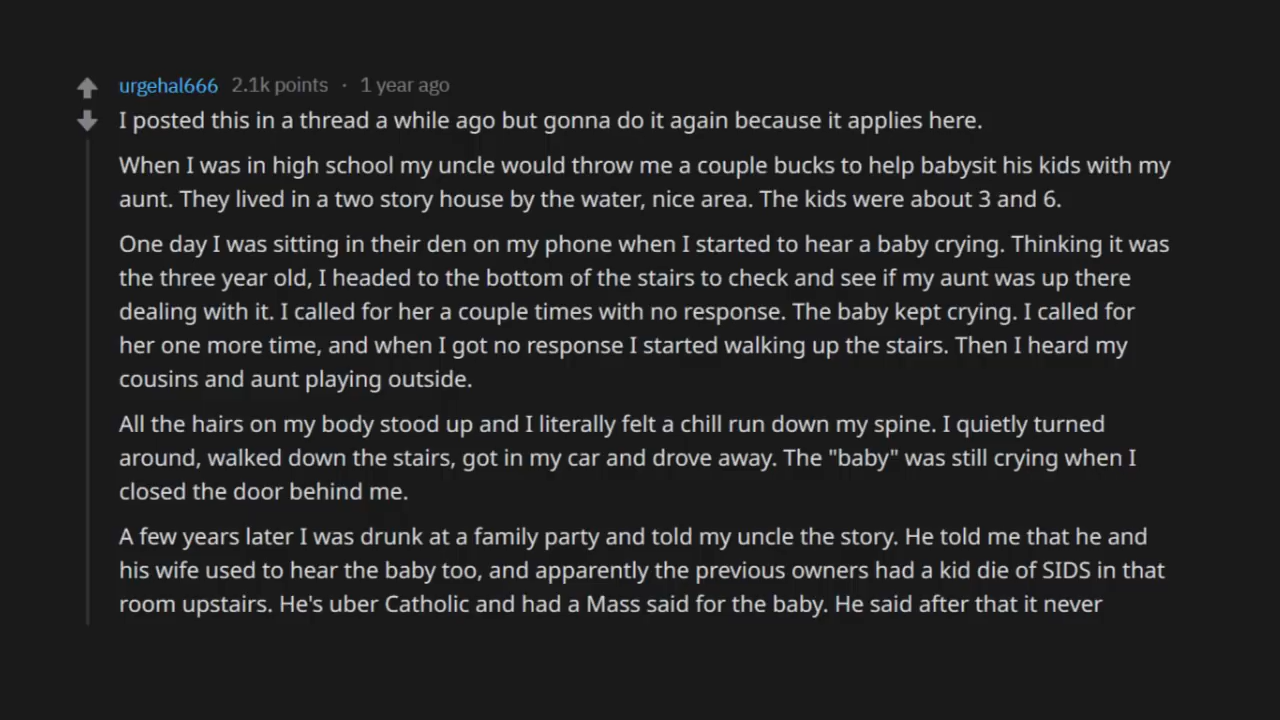 urgehal666 2.1k points · 1 year ago
I posted this in a thread a while ago but gonna do it again because it applies here.
When I was in high school my uncle would throw me a couple bucks to help babysit his kids with my
aunt. They lived in a two story house by the water, nice area. The kids were about 3 and 6.
One day I was sitting in their den on my phone when I started to hear a baby crying. Thinking it was
the three year old, I headed to the bottom of the stairs to check and see if my aunt was up there
dealing with it. I called for her a couple times with no response. The baby kept crying. I called for
her one more time, and when I got no response I started walking up the stairs. Then I heard my
cousins and aunt playing outside.
All the hairs on my body stood up and I literally felt a chill run down my spine. I quietly turned
around, walked down the stairs, got in my car and drove away. The "baby" was still crying when I
closed the door behind me.
A few years later I was drunk at a family party and told my uncle the story. He told me that he and
his wife used to hear the baby too, and apparently the previous owners had a kid die of SIDS in that
room upstairs. He's uber Catholic and had a Mass said for the baby. He said after that it never